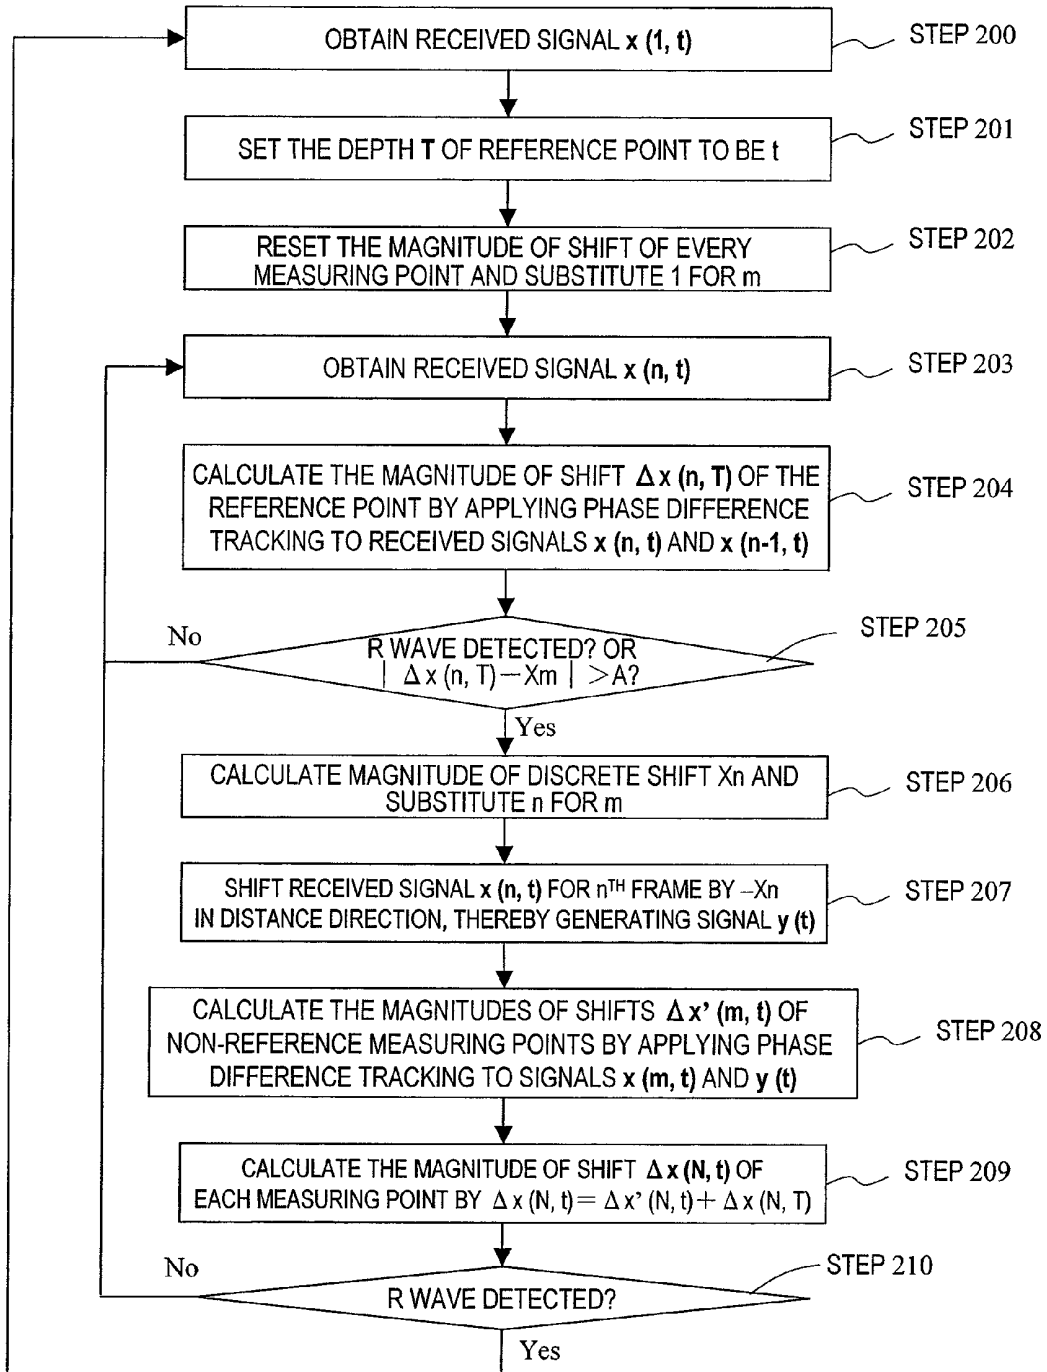 OBTAIN RECEIVED SIGNAL x (1, t)
STEP 200
SET THE DEPTH T OF REFERENCE POINT TO BE t
STEP 201
RESET THE MAGNITUDE OF SHIFT OF EVERY
MEASURING POINT AND SUBSTITUTE 1 FOR m
STEP 202
OBTAIN RECEIVED SIGNAL x (n, t)
STEP 203
CALCULATE THE MAGNITUDE OF SHIFT Δx (n, T) OF THE
REFERENCE POINT BY APPLYING PHASE DIFFERENCE
TRACKING TO RECEIVED SIGNALS x (n, t) AND x (n-1, t)
STEP 204
No
R WAVE DETECTED? OR
| Δx (n, T)−Xm | >A?
STEP 205
Yes
CALCULATE MAGNITUDE OF DISCRETE SHIFT Xn AND
SUBSTITUTE n FOR m
STEP 206
SHIFT RECEIVED SIGNAL x (n, t) FOR nTH FRAME BY −Xn
IN DISTANCE DIRECTION, THEREBY GENERATING SIGNAL y (t)
STEP 207
CALCULATE THE MAGNITUDES OF SHIFTS Δx' (m, t) OF
NON-REFERENCE MEASURING POINTS BY APPLYING PHASE
DIFFERENCE TRACKING TO SIGNALS x (m, t) AND y (t)
STEP 208
CALCULATE THE MAGNITUDE OF SHIFT Δx (N, t) OF
EACH MEASURING POINT BY Δx (N, t)＝Δx' (N, t)+ Δx (N, T)
STEP 209
No
R WAVE DETECTED?
STEP 210
Yes